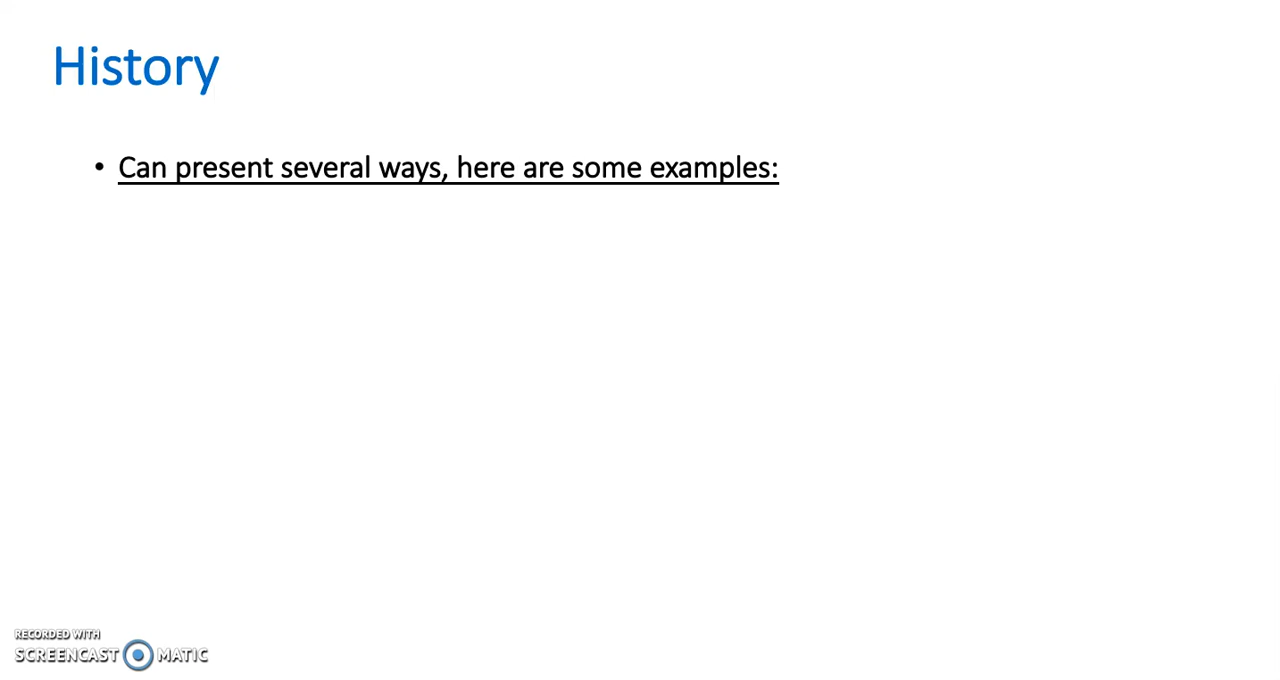 History
• Can present several ways, here are some examples:
RECORDED WITH
SCREENCAST MATIC